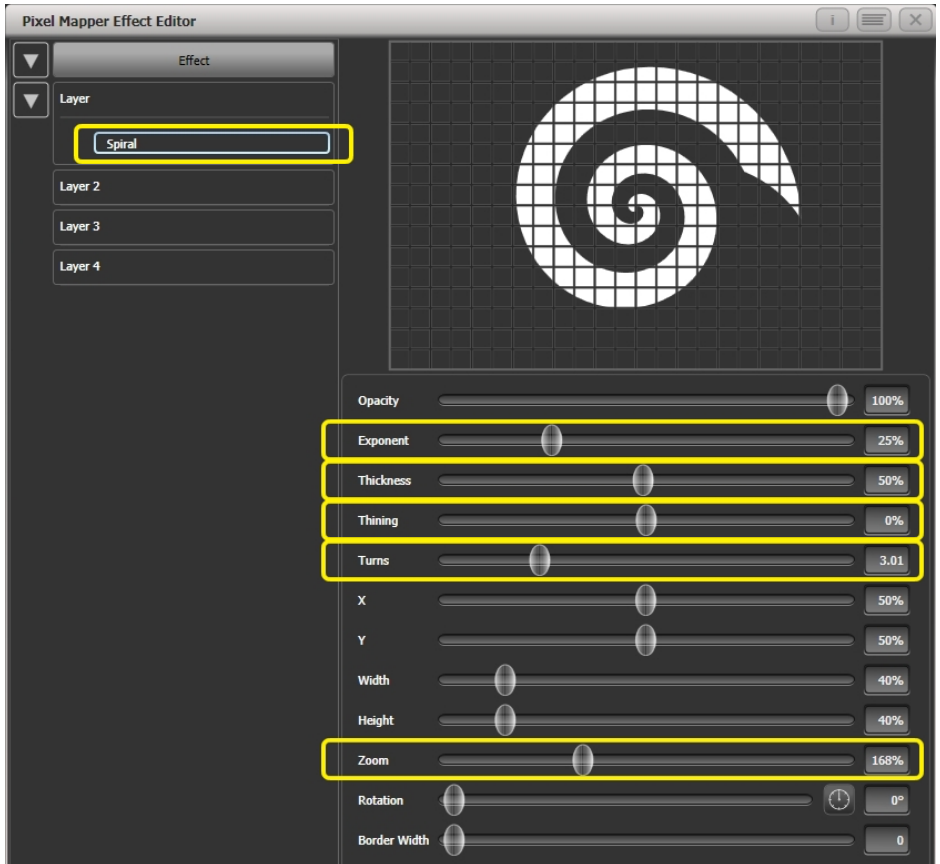 Pixel Mapper Effect Editor
i
Effect
Layer
Spiral
Layer 2
Layer 3
Layer 4
Opacity 100%
Exponent 25%
Thickness 50%
Thining 0%
Turns 3.01
X 50%
Y 50%
Width 40%
Height 40%
Zoom 168%
Rotation 0°
Border Width 0